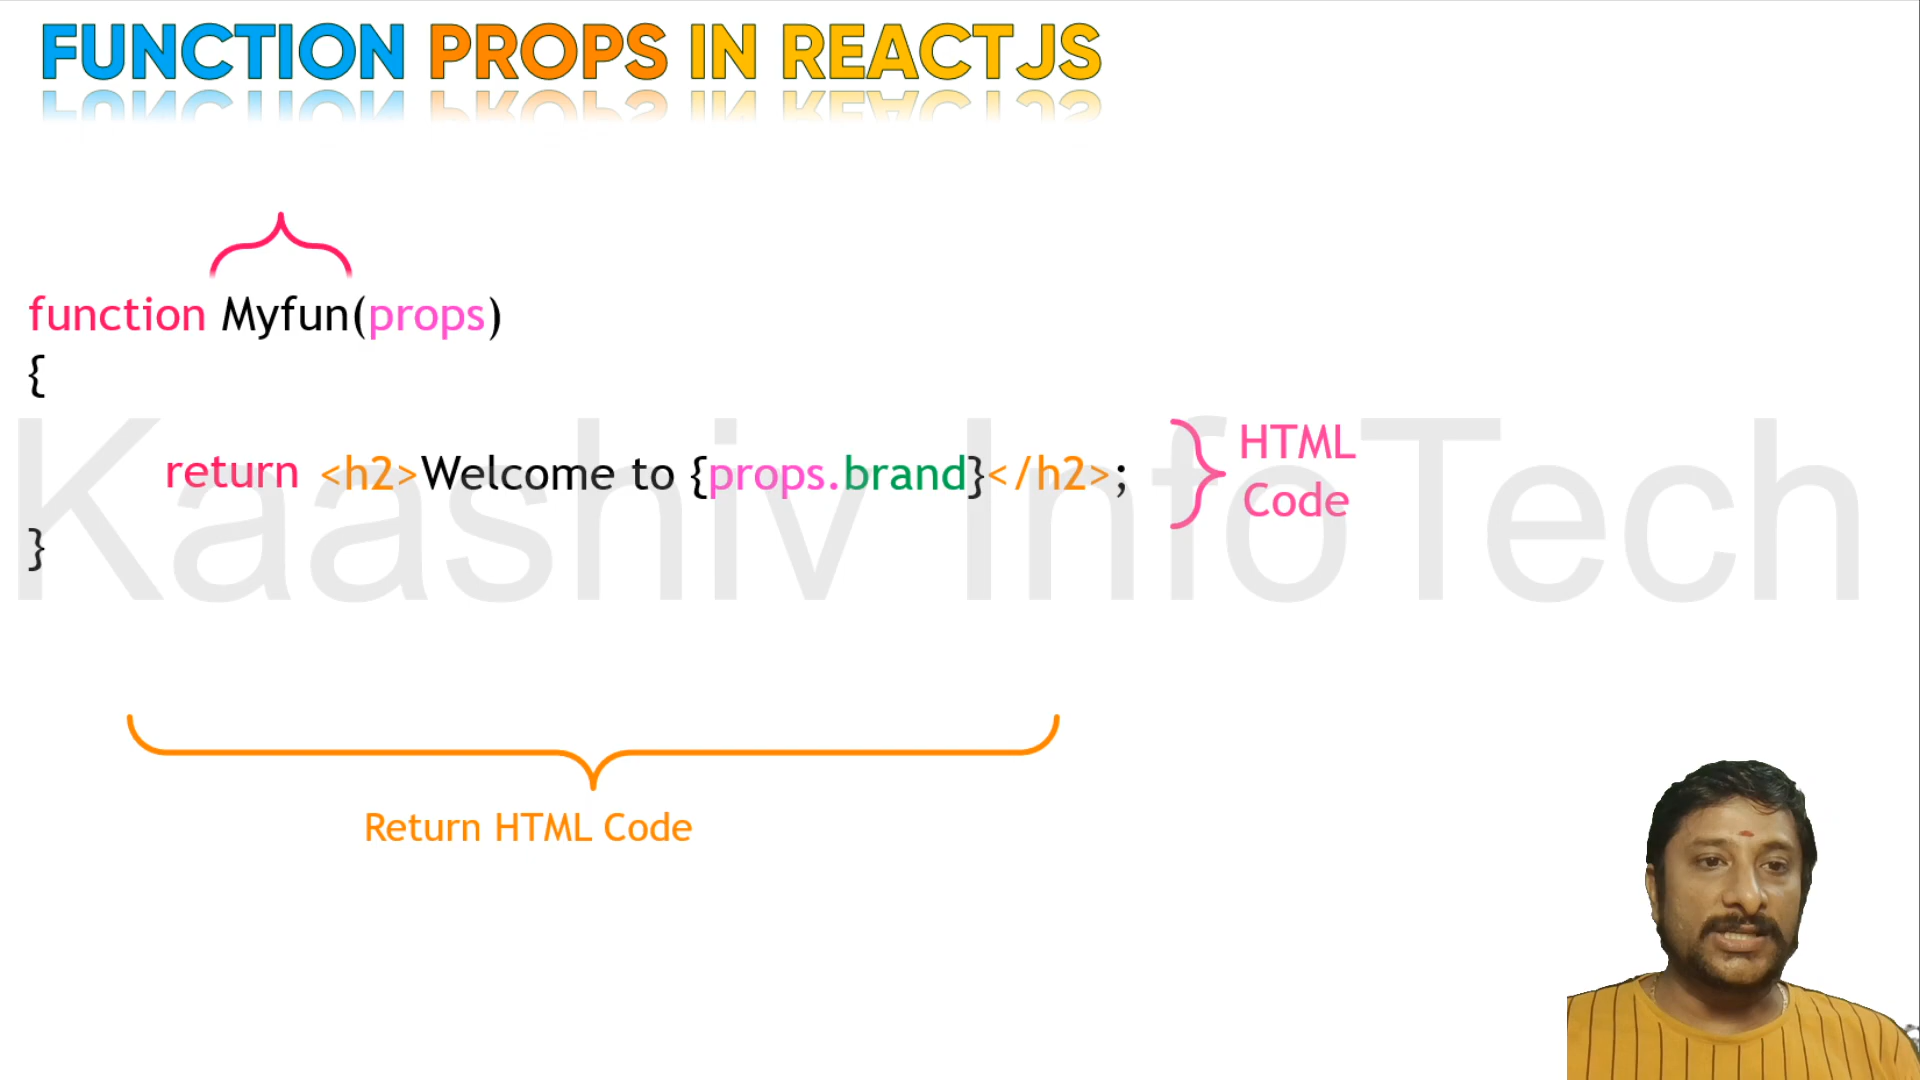 FUNCTION PROPS IN REACTJS
function Myfun(props)
{
return <h2>Welcome to {props.brand}</h2>;
HTML
Code
}
Kaashiv InfoTech
Return HTML Code